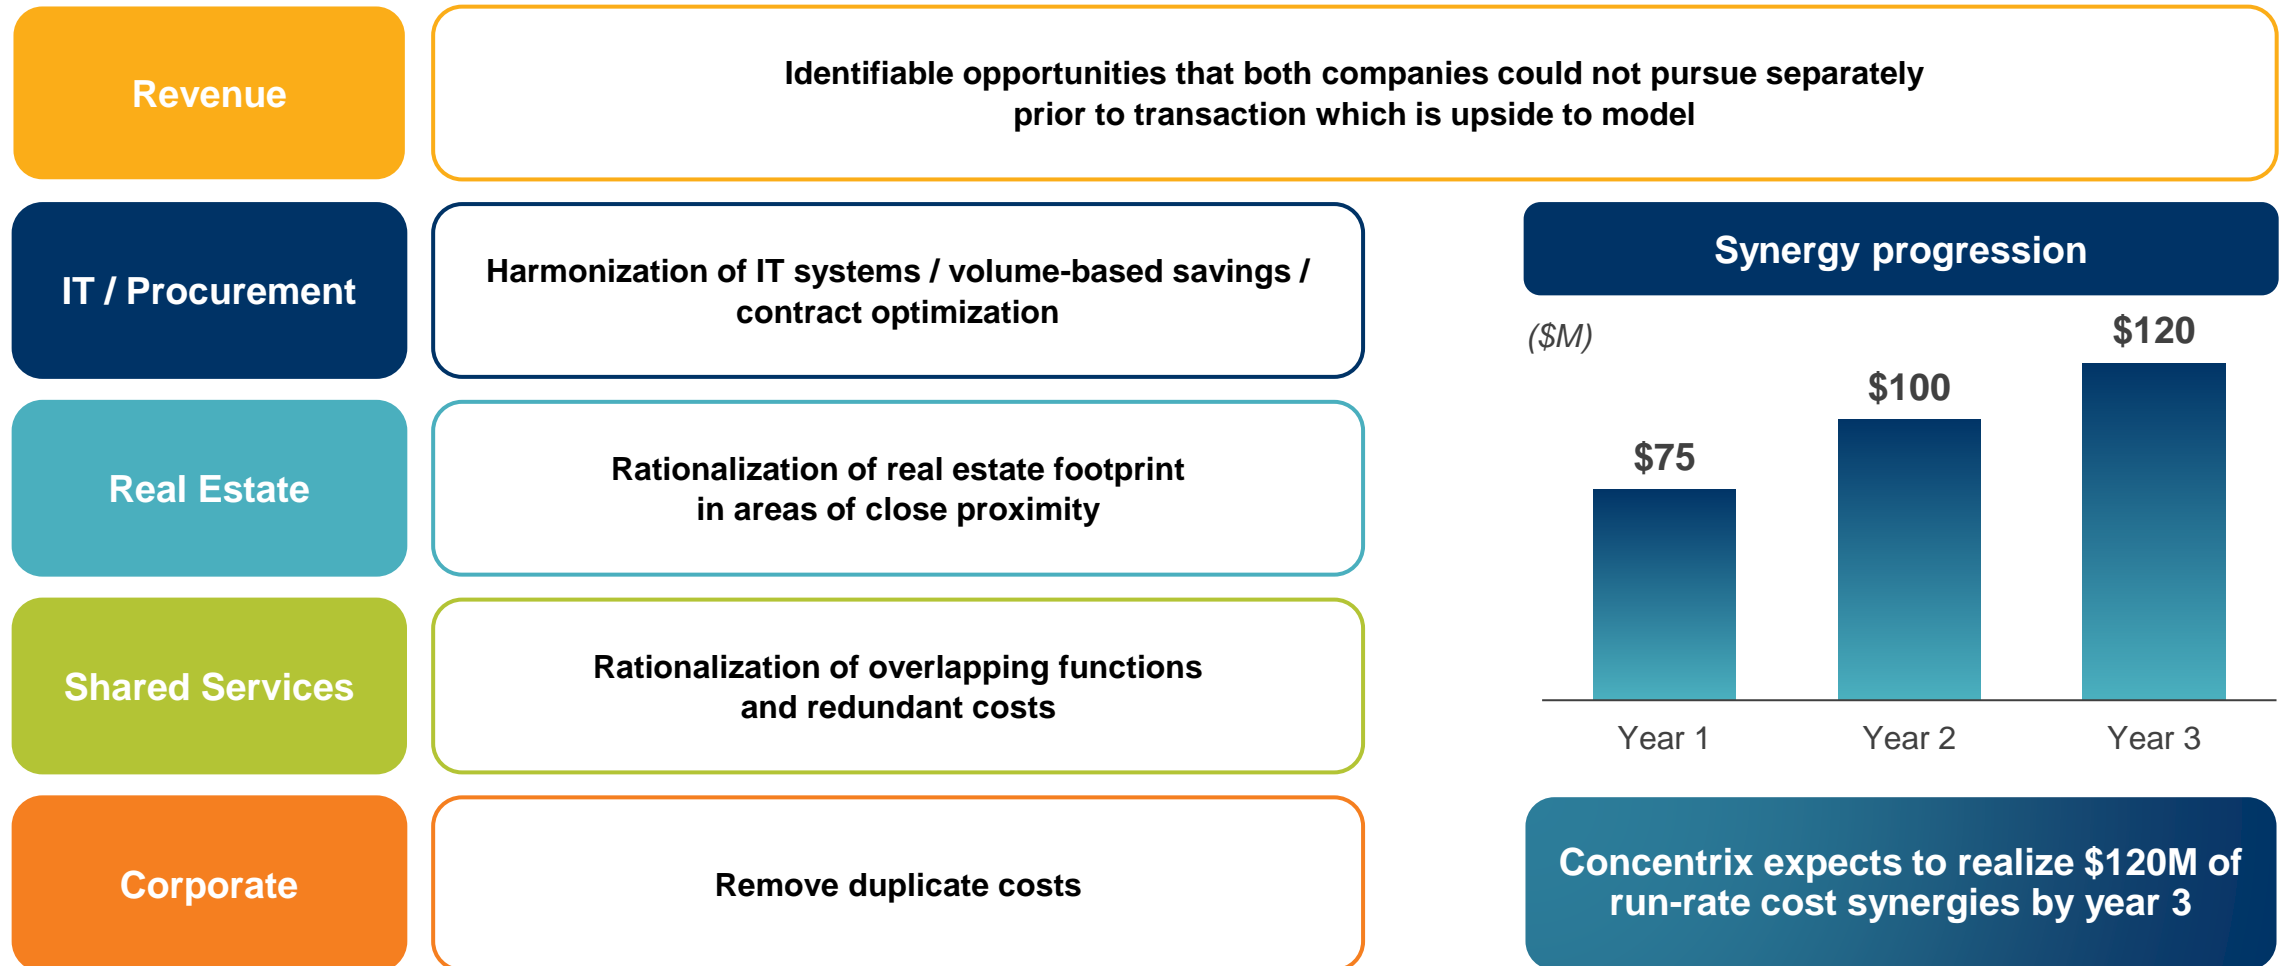 Revenue
Identifiable opportunities that both companies could not pursue separately
prior to transaction which is upside to model
IT / Procurement
Harmonization of IT systems / volume-based savings /
contract optimization
Real Estate
Rationalization of real estate footprint
in areas of close proximity
Shared Services
Rationalization of overlapping functions
and redundant costs
Corporate
Remove duplicate costs
Synergy progression
($M)
$75
$100
$120
Year 1
Year 2
Year 3
Concentrix expects to realize $120M of
run-rate cost synergies by year 3